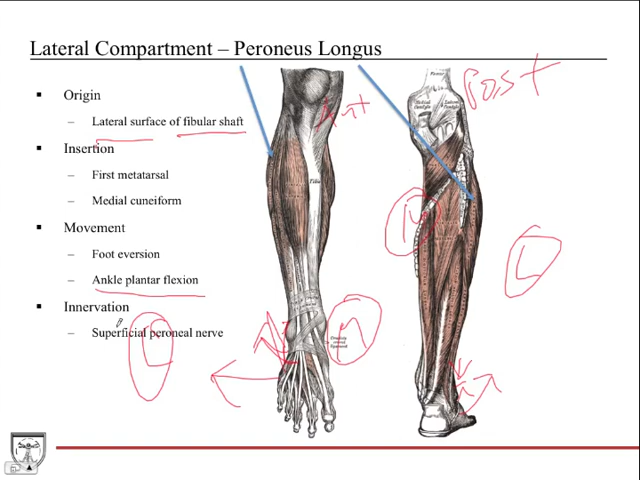 Lateral Compartment – Peroneus Longus
▪ Origin
– Lateral surface of fibular shaft
▪ Insertion
– First metatarsal
– Medial cuneiform
▪ Movement
– Foot eversion
– Ankle plantar flexion
▪ Innervation
– Superficial peroneal nerve
Ant
Post
M
L
L
M